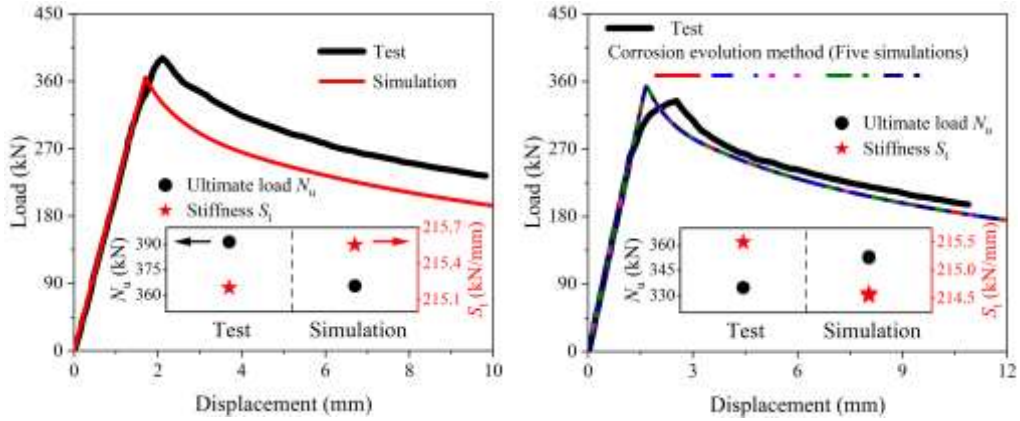 450
360
270
180
90
0
Load (kN)
Test
Simulation
Ultimate load Nu
Stiffness Si
Nu (kN)
390
375
360
215.7
215.4
215.1
Si (kN/mm)
Test Simulation
0 2 4 6 8 10
Displacement (mm)
450
360
270
180
90
0
Load (kN)
Test
Corrosion evolution method (Five simulations)
Ultimate load Nu
Stiffness Si
Nu (kN)
360
345
330
215.5
215.0
214.5
Si (kN/mm)
Test Simulation
0 3 6 9 12
Displacement (mm)